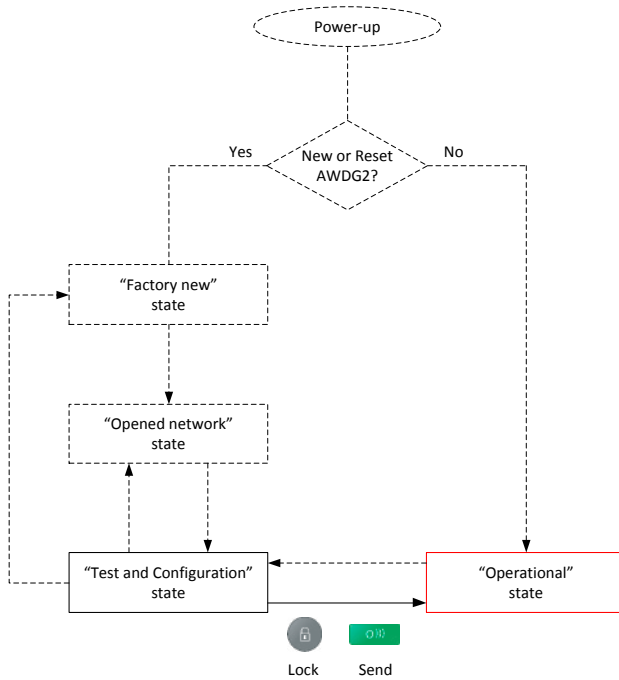 Power-up
New or Reset
AWDG2?
Yes
No
“Factory new”
state
“Opened network”
state
“Test and Configuration”
state
“Operational”
state
Lock
Send